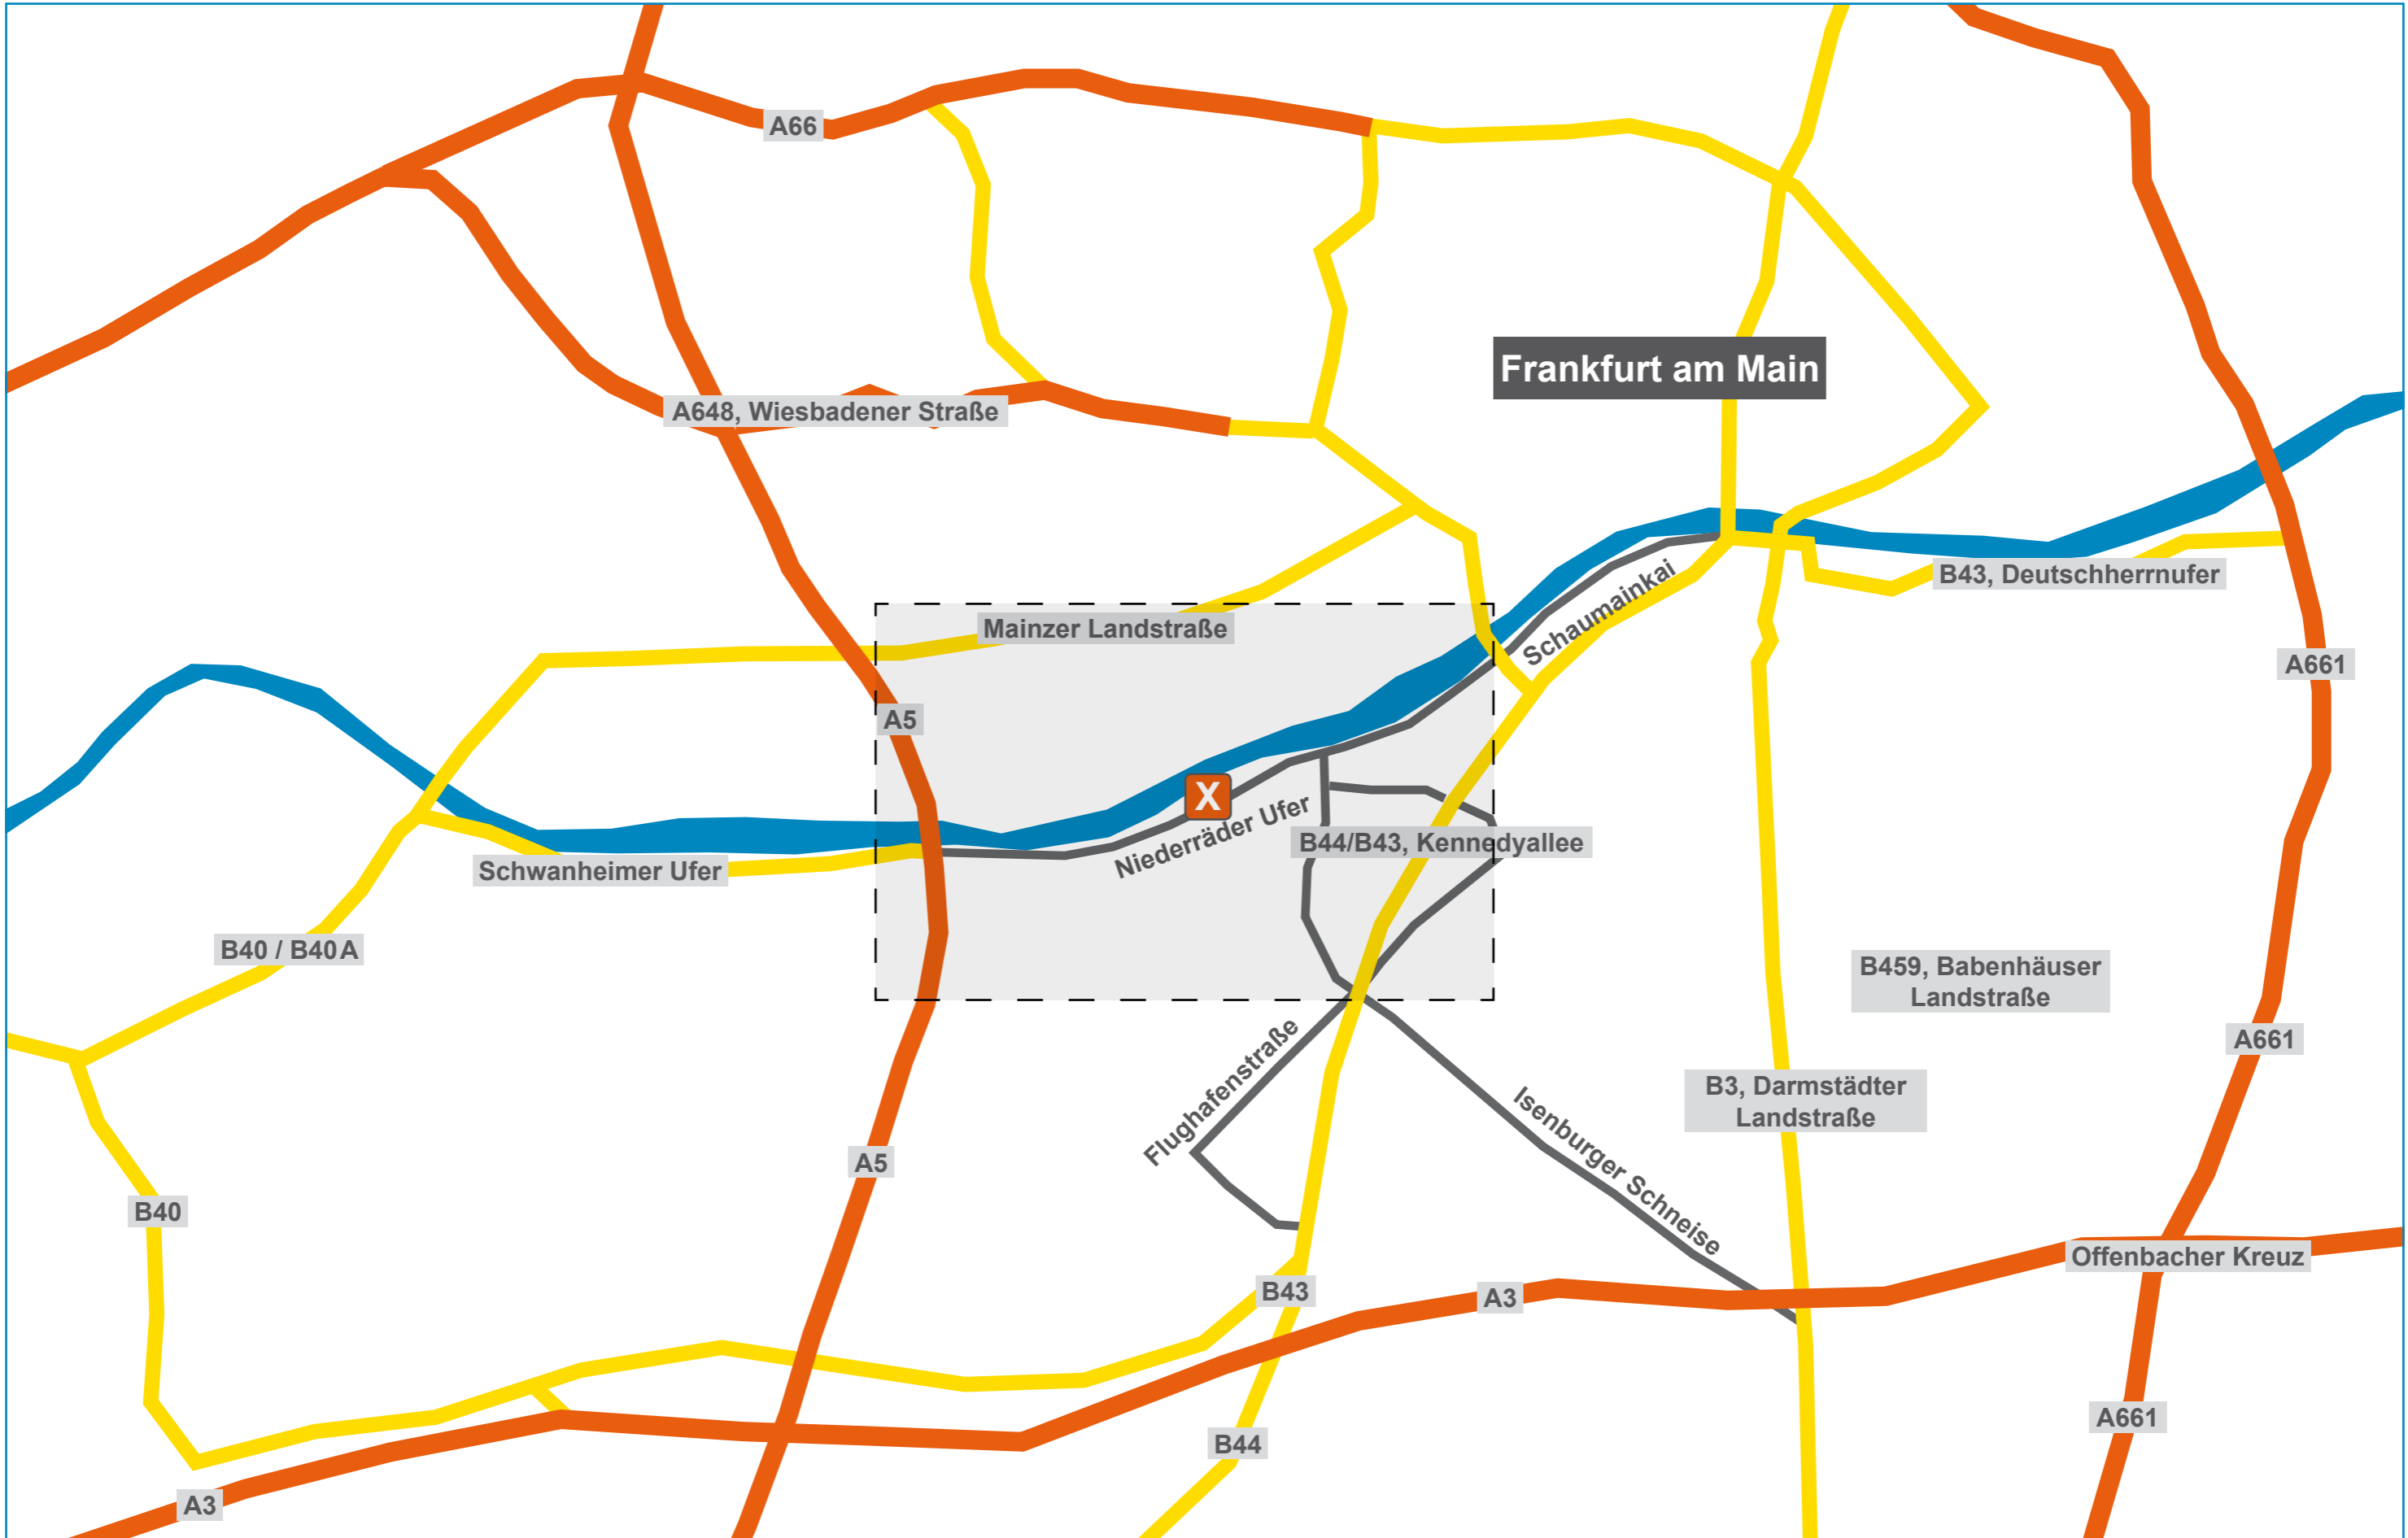 A66
Frankfurt am Main
A648, Wiesbadener Straße
B43, Deutschherrnufer
Schaumainkai
Mainzer Landstraße
A661
A5
X
Niederräder Ufer
B44/B43, Kennedyallee
Schwanheimer Ufer
B40 / B40A
B459, Babenhäuser
Landstraße
A661
Flughafenstraße
B3, Darmstädter
Landstraße
Isenburger Schneise
A5
B40
Offenbacher Kreuz
B43
A3
A661
B44
A3